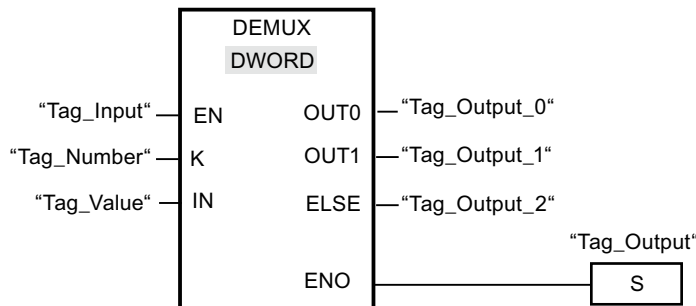 DEMUX
DWORD
“Tag_Input“ EN OUT0 “Tag_Output_0“
“Tag_Number“ K OUT1 “Tag_Output_1“
“Tag_Value“ IN ELSE “Tag_Output_2“
“Tag_Output“
ENO S